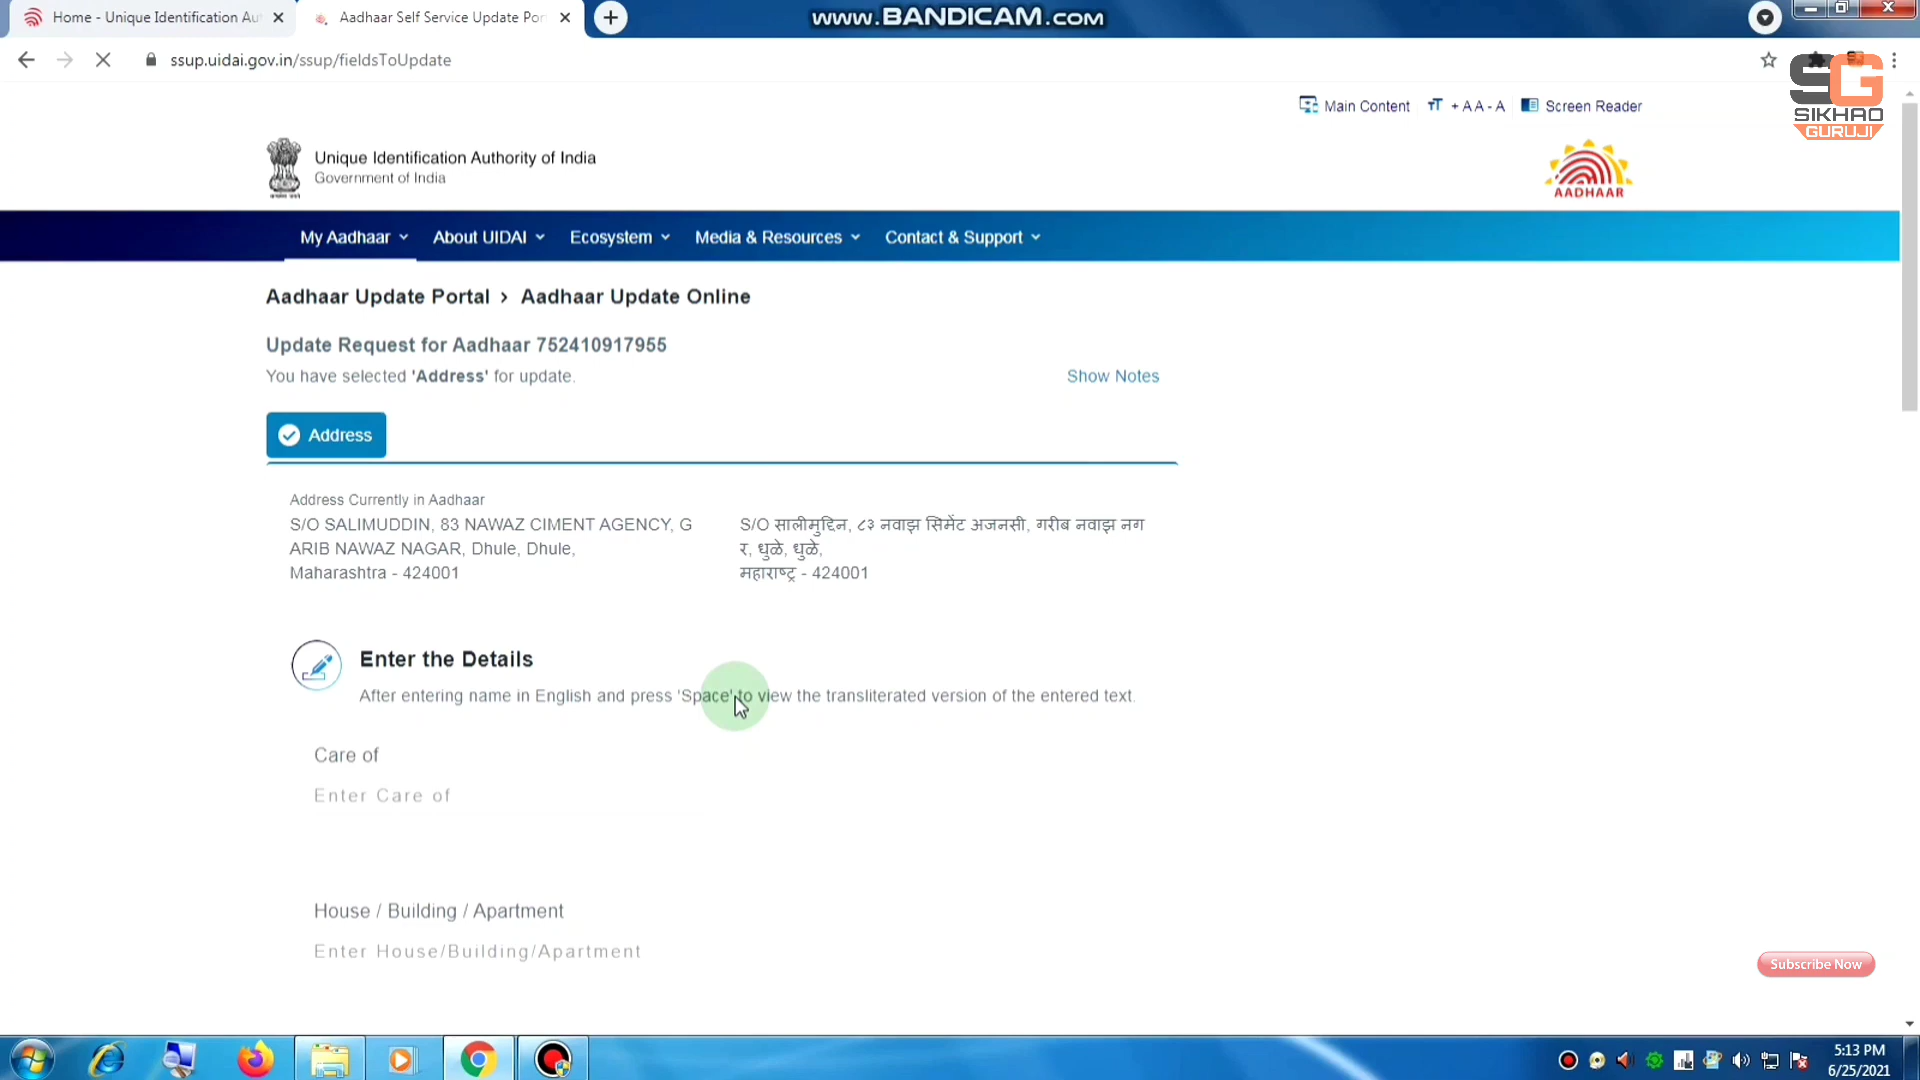 Home - Unique Identification Au
Aadhaar Self Service Update Por
www.BANDICAM.com
ssup.uidai.gov.in/ssup/fieldsToUpdate
SG
SIKHAO
GURUJI
Main Content
+ A A - A
Screen Reader
Unique Identification Authority of India
Government of India
AADHAAR
My Aadhaar
About UIDAI
Ecosystem
Media & Resources
Contact & Support
Aadhaar Update Portal › Aadhaar Update Online
Update Request for Aadhaar 752410917955
You have selected 'Address' for update.
Show Notes
Address
Address Currently in Aadhaar
S/O SALIMUDDIN, 83 NAWAZ CIMENT AGENCY, G
ARIB NAWAZ NAGAR, Dhule, Dhule,
Maharashtra - 424001
S/O सालीमुद्दिन, ८३ नवाझ सिमेंट अजनसी, गरीब नवाझ नग
र, धुळे, धुळे,
महाराष्ट्र - 424001
Enter the Details
After entering name in English and press 'Space' to view the transliterated version of the entered text.
Care of
Enter Care of
House / Building / Apartment
Enter House/Building/Apartment
Subscribe Now
5:13 PM
6/25/2021